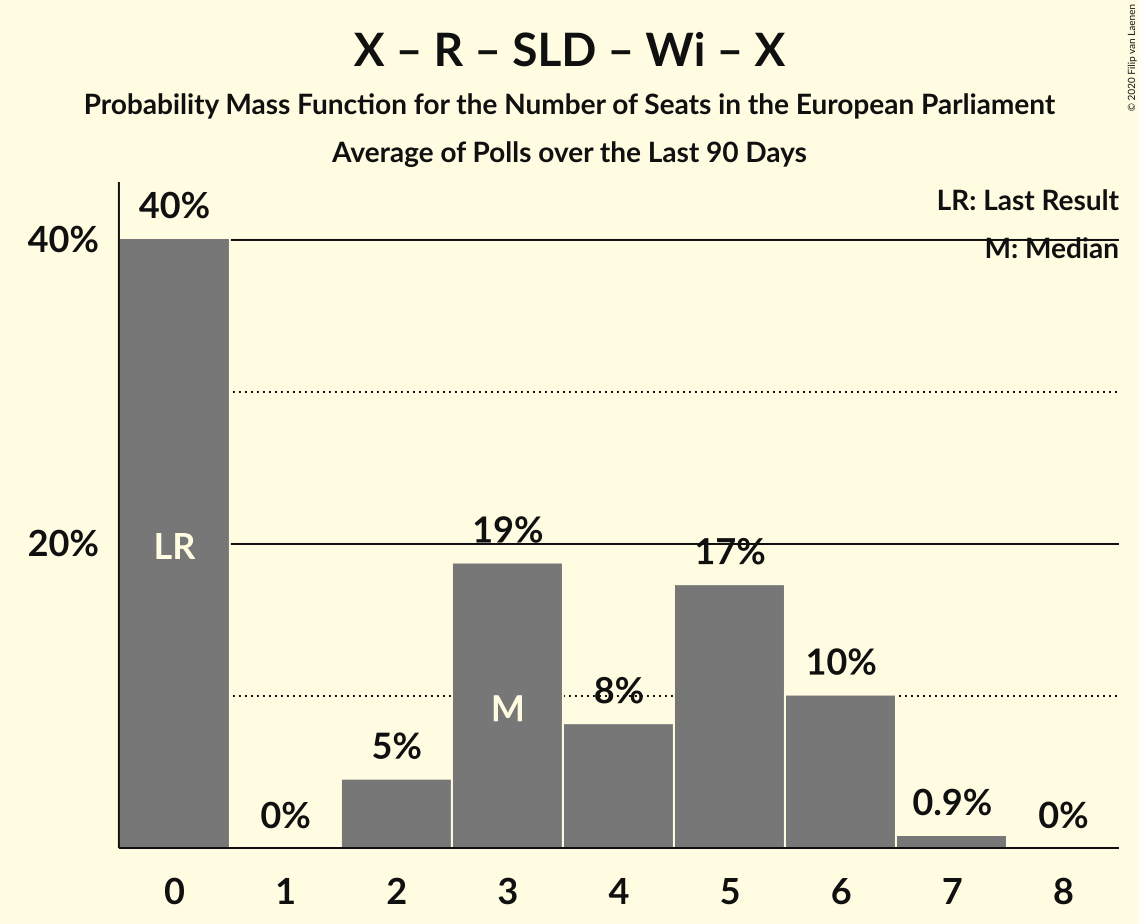 X – R – SLD – Wi – X
Probability Mass Function for the Number of Seats in the European Parliament
Average of Polls over the Last 90 Days
© 2020 Filip van Laenen
LR: Last Result
M: Median
40%
20%
40%
LR
0%
5%
19%
M
8%
17%
10%
0.9%
0%
0 1 2 3 4 5 6 7 8